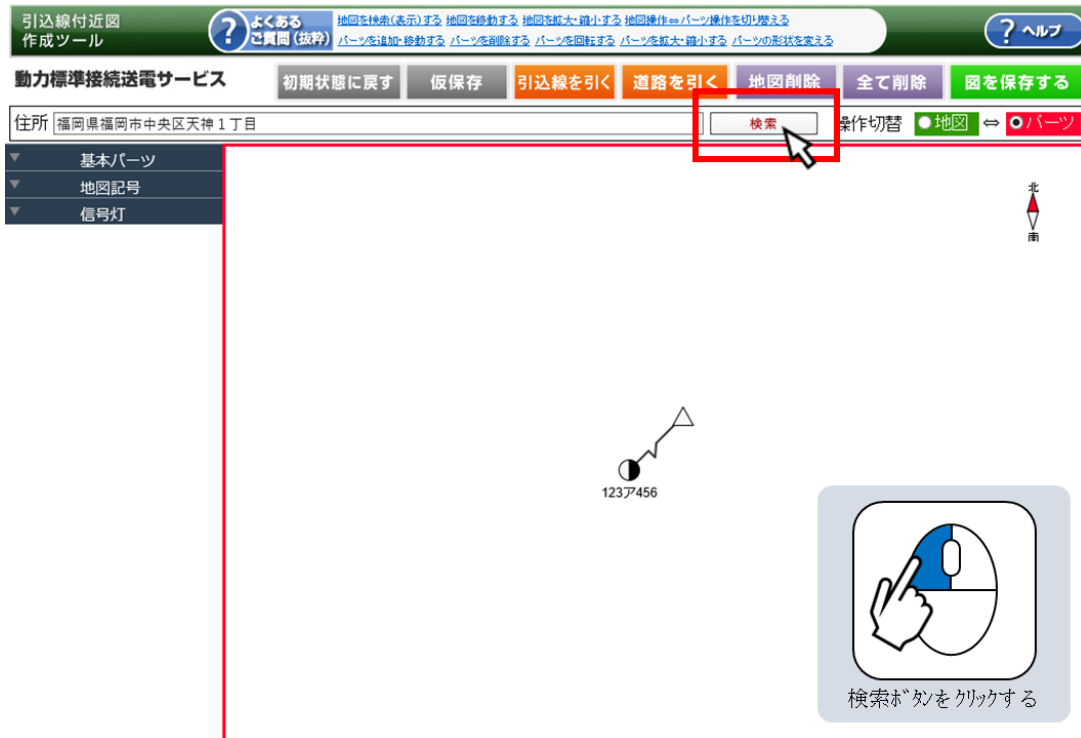 引込線付近図
作成ツール
? よくある
ご質問(抜粋)
地図を検索(表示)する 地図を移動する 地図を拡大・縮小する 地図操作⇔パーツ操作を切り替える
パーツを追加・移動する パーツを削除する パーツを回転する パーツを拡大・縮小する パーツの形状を変える
? ヘルプ
動力標準接続送電サービス 初期状態に戻す 仮保存 引込線を引く 道路を引く 地図削除 全て削除 図を保存する
住所 福岡県福岡市中央区天神1丁目 検索 操作切替 地図 ⇔ パーツ
基本パーツ
地図記号
信号灯
北
南
123ア456
検索ボタンをクリックする